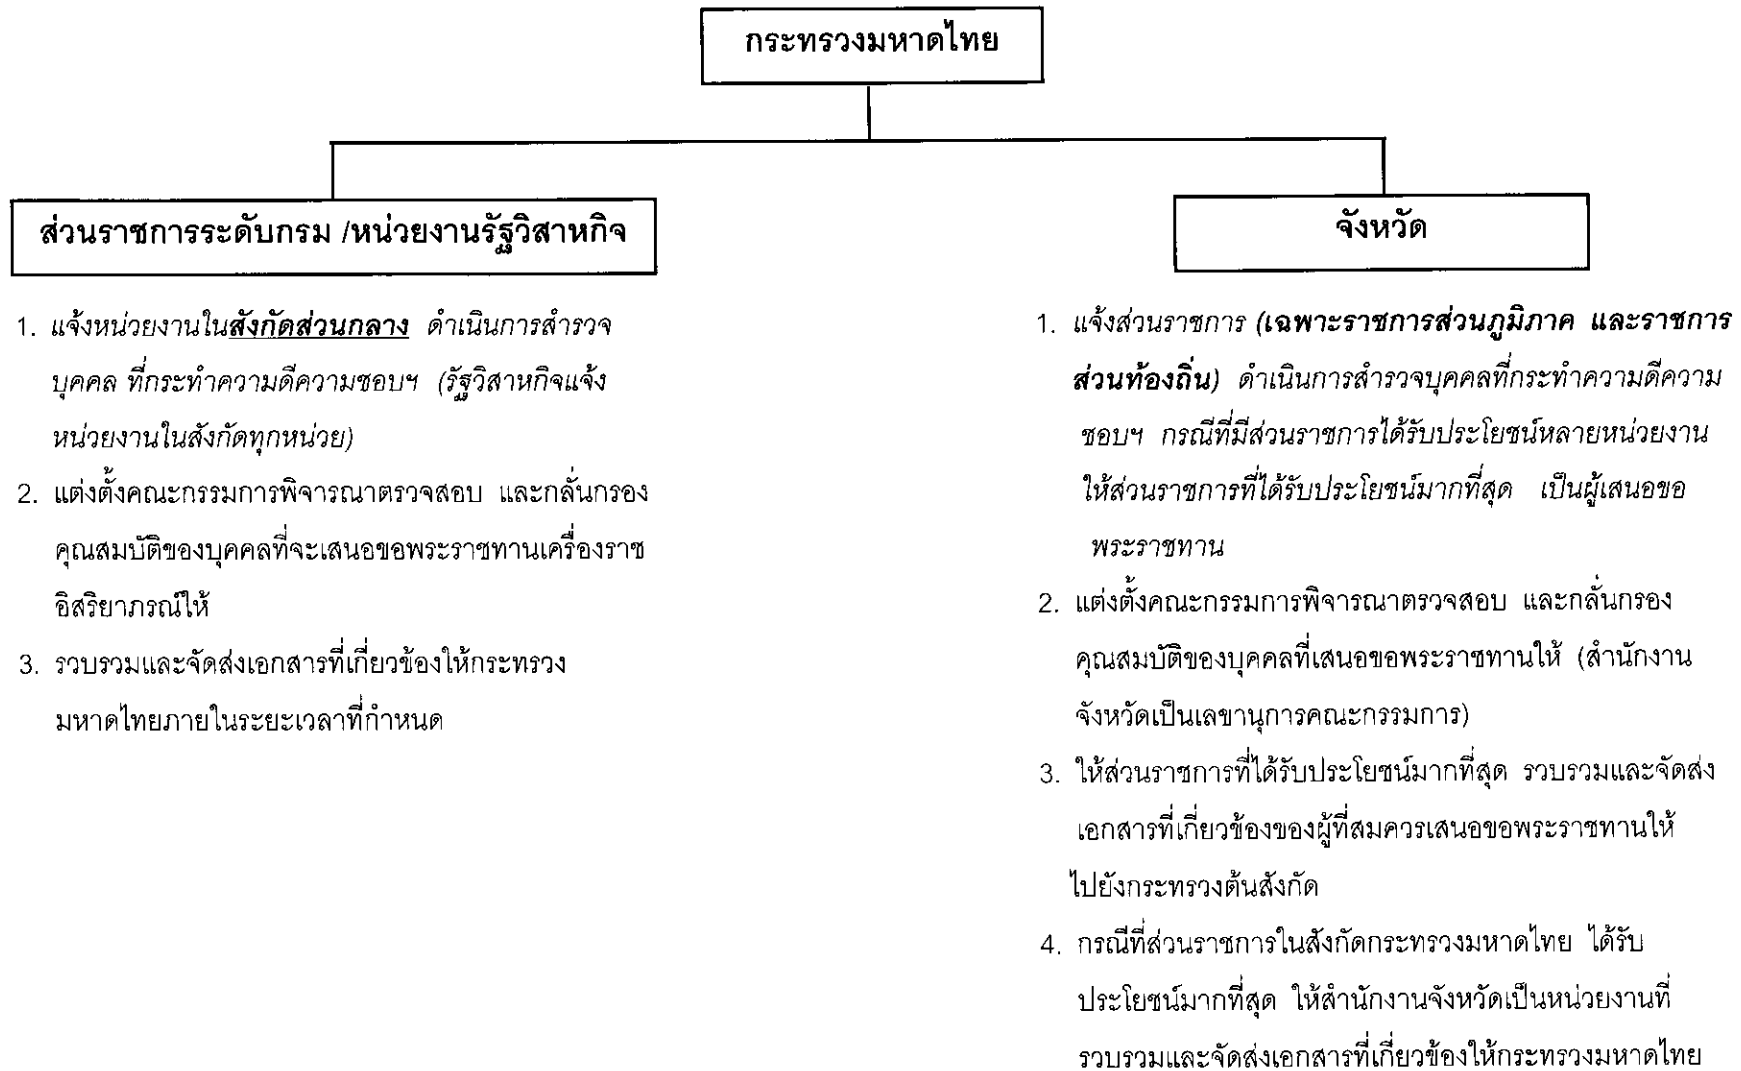 กระทรวงมหาดไทย
ส่วนราชการระดับกรม /หน่วยงานรัฐวิสาหกิจ
1. แจ้งหน่วยงานในสังกัดส่วนกลาง ดำเนินการสำรวจ
บุคคล ที่กระทำความดีความชอบฯ (รัฐวิสาหกิจแจ้ง
หน่วยงานในสังกัดทุกหน่วย)
2. แต่งตั้งคณะกรรมการพิจารณาตรวจสอบ และกลั่นกรอง
คุณสมบัติของบุคคลที่จะเสนอขอพระราชทานเครื่องราช
อิสริยาภรณ์ให้
3. รวบรวมและจัดส่งเอกสารที่เกี่ยวข้องให้กระทรวง
มหาดไทยภายในระยะเวลาที่กำหนด
จังหวัด
1. แจ้งส่วนราชการ (เฉพาะราชการส่วนภูมิภาค และราชการ
ส่วนท้องถิ่น) ดำเนินการสำรวจบุคคลที่กระทำความดีความ
ชอบฯ กรณีที่มีส่วนราชการได้รับประโยชน์หลายหน่วยงาน
ให้ส่วนราชการที่ได้รับประโยชน์มากที่สุด เป็นผู้เสนอขอ
พระราชทาน
2. แต่งตั้งคณะกรรมการพิจารณาตรวจสอบ และกลั่นกรอง
คุณสมบัติของบุคคลที่เสนอขอพระราชทานให้ (สำนักงาน
จังหวัดเป็นเลขานุการคณะกรรมการ)
3. ให้ส่วนราชการที่ได้รับประโยชน์มากที่สุด รวบรวมและจัดส่ง
เอกสารที่เกี่ยวข้องของผู้ที่สมควรเสนอขอพระราชทานให้
ไปยังกระทรวงต้นสังกัด
4. กรณีที่ส่วนราชการในสังกัดกระทรวงมหาดไทย ได้รับ
ประโยชน์มากที่สุด ให้สำนักงานจังหวัดเป็นหน่วยงานที่
รวบรวมและจัดส่งเอกสารที่เกี่ยวข้องให้กระทรวงมหาดไทย